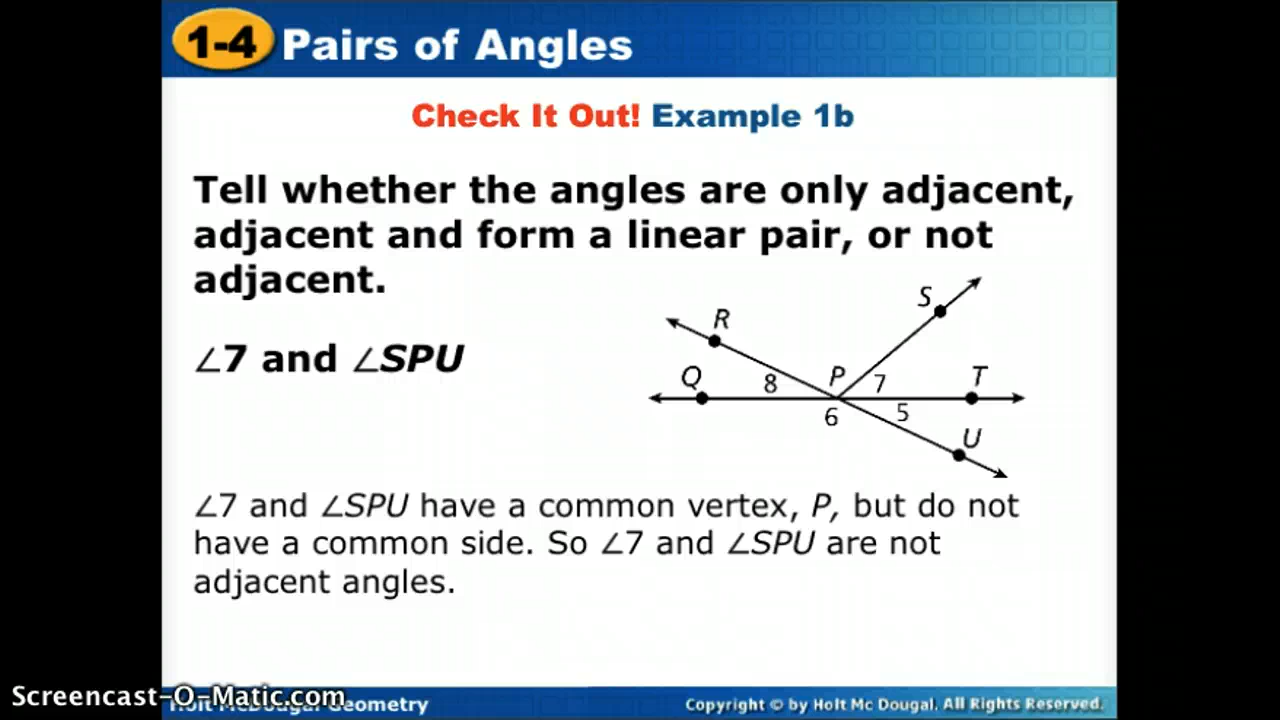 1-4 Pairs of Angles
Check It Out! Example 1b
Tell whether the angles are only adjacent,
adjacent and form a linear pair, or not
adjacent.
∠7 and ∠SPU
S
R
Q
8
P
7
T
6
5
U
∠7 and ∠SPU have a common vertex, P, but do not
have a common side. So ∠7 and ∠SPU are not
adjacent angles.
Screencast-O-Matic.com
Holt McDougal Geometry
Copyright © by Holt Mc Dougal. All Rights Reserved.